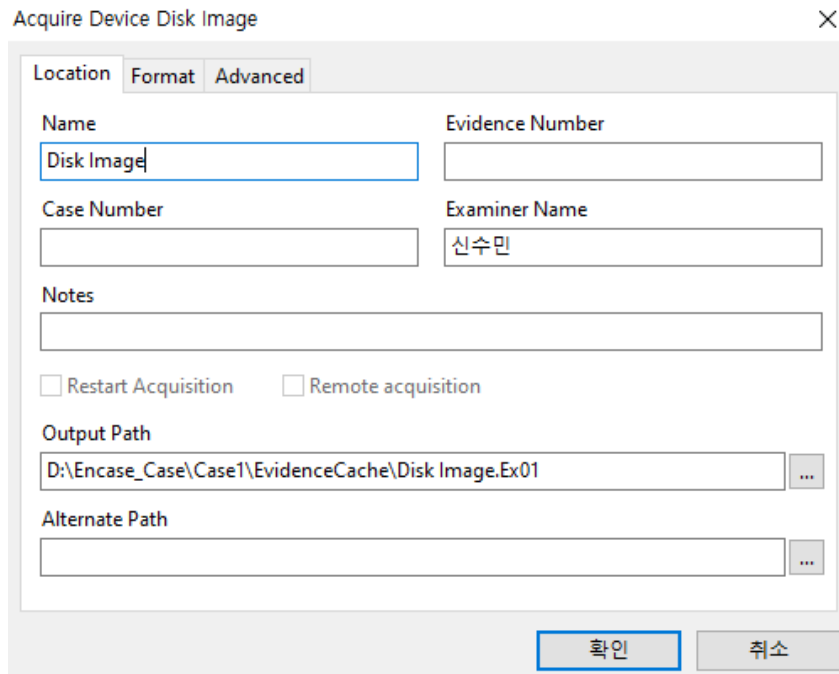 Acquire Device Disk Image
Location Format Advanced
Name Evidence Number
Disk Image
Case Number Examiner Name
신수민
Notes
Restart Acquisition Remote acquisition
Output Path
D:\Encase_Case\Case1\EvidenceCache\Disk Image.Ex01
...
Alternate Path
...
확인 취소